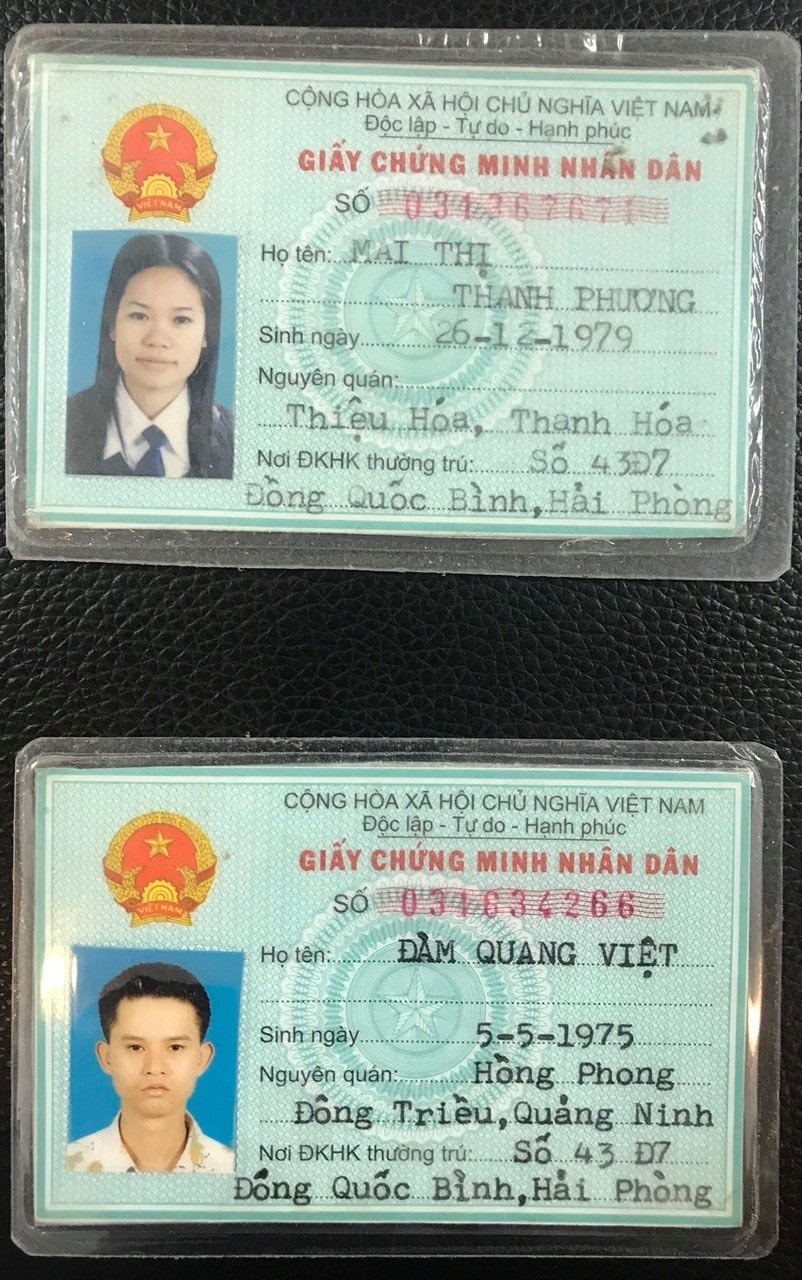 CỘNG HÒA XÃ HỘI CHỦ NGHĨA VIỆT NAM
Độc lập - Tự do - Hạnh phúc
GIẤY CHỨNG MINH NHÂN DÂN
SỐ 031367671
VIỆT NAM
Họ tên: MAI THỊ
THANH PHƯƠNG
Sinh ngày 26-12-1979
Nguyên quán:
Thiệu Hóa, Thanh Hóa
Nơi ĐKHK thường trú: Số 43Đ7
Đồng Quốc Bình, Hải Phòng
CỘNG HÒA XÃ HỘI CHỦ NGHĨA VIỆT NAM
Độc lập - Tự do - Hạnh phúc
GIẤY CHỨNG MINH NHÂN DÂN
SỐ 031634266
VIỆT NAM
Họ tên: ĐÀM QUANG VIỆT
Sinh ngày 5-5-1975
Nguyên quán: Hồng Phong
Đông Triều, Quảng Ninh
Nơi ĐKHK thường trú: Số 43 Đ7
Đồng Quốc Bình, Hải Phòng